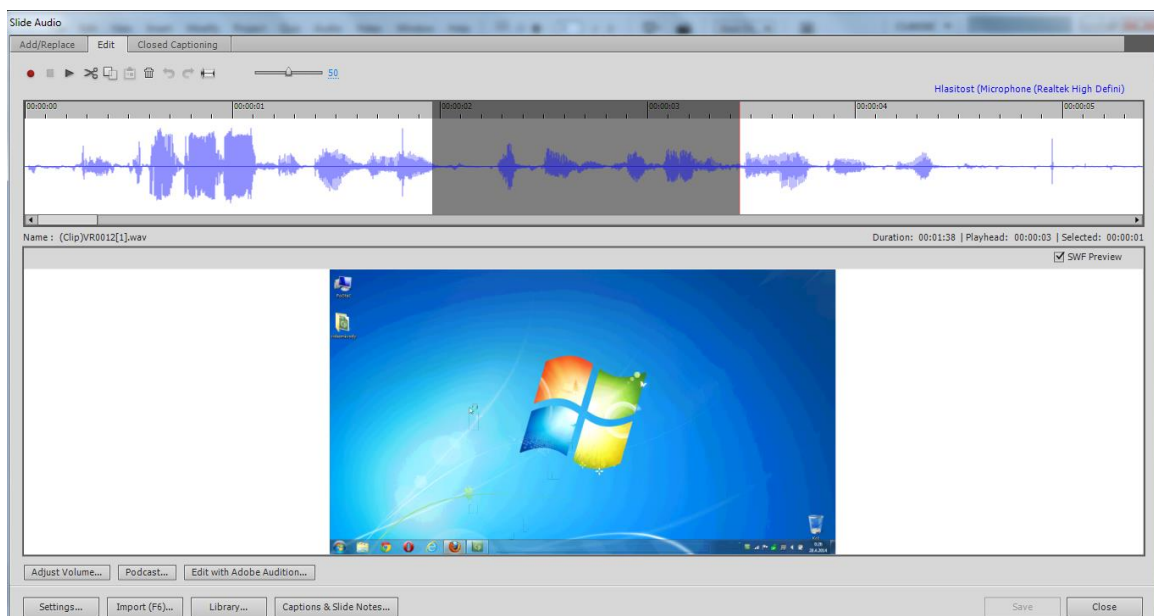 Slide Audio
Add/Replace Edit Closed Captioning
50
Hlasitost (Microphone (Realtek High Defini)
00:00:00 00:00:01 00:00:02 00:00:03 00:00:04 00:00:05
Name : (Clip)VR0012[1].wav Duration: 00:01:38 | Playhead: 00:00:03 | Selected: 00:00:01
SWF Preview
Adjust Volume... Podcast... Edit with Adobe Audition...
Settings... Import (F6)... Library... Captions & Slide Notes... Save Close